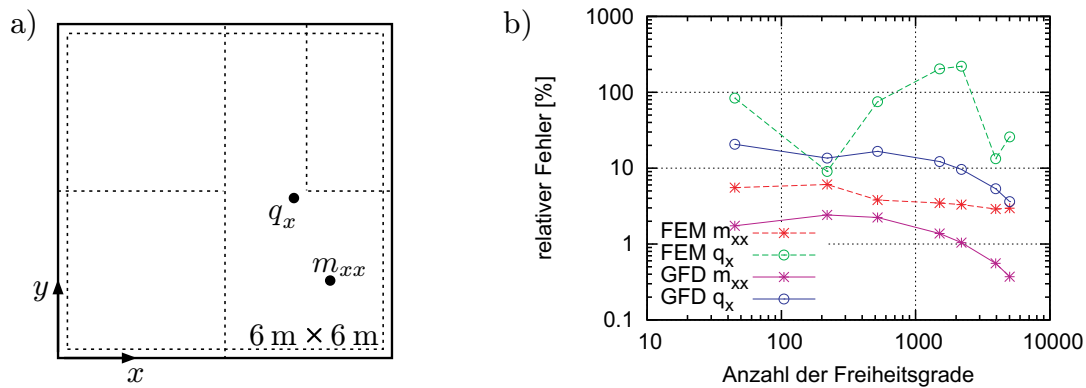 a)
q_x
m_xx
y
6 m × 6 m
x
b)
relativer Fehler [%]
1000
100
10
1
0.1
FEM m_xx
FEM q_x
GFD m_xx
GFD q_x
10 100 1000 10000
Anzahl der Freiheitsgrade